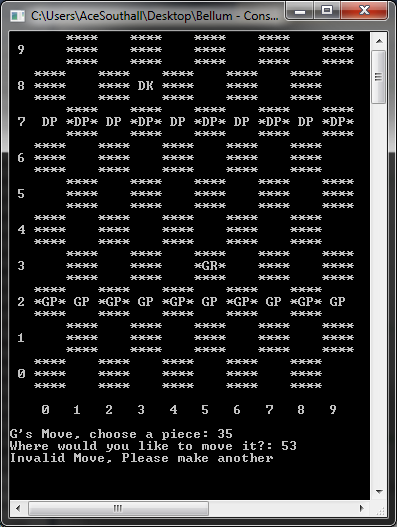 C:\Users\AceSouthall\Desktop\Bellum - Cons...
**** **** **** **** ****
9 **** **** **** **** ****
**** **** **** **** ****
**** **** **** **** ****
8 **** **** DK **** **** ****
**** **** **** **** ****
**** **** **** **** ****
7 DP *DP* DP *DP* DP *DP* DP *DP* DP *DP*
**** **** **** **** ****
**** **** **** **** ****
6 **** **** **** **** ****
**** **** **** **** ****
**** **** **** **** ****
5 **** **** **** **** ****
**** **** **** **** ****
**** **** **** **** ****
4 **** **** **** **** ****
**** **** **** **** ****
**** **** **** **** ****
3 **** **** *GR* **** ****
**** **** **** **** ****
**** **** **** **** ****
2 *GP* GP *GP* GP *GP* GP *GP* GP *GP* GP
**** **** **** **** ****
**** **** **** **** ****
1 **** **** **** **** ****
**** **** **** **** ****
**** **** **** **** ****
0 **** **** **** **** ****
**** **** **** **** ****
0 1 2 3 4 5 6 7 8 9
G's Move, choose a piece: 35
Where would you like to move it?: 53
Invalid Move, Please make another